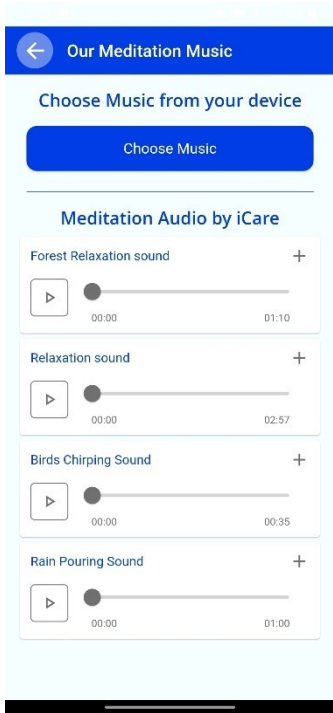 Our Meditation Music
Choose Music from your device
Choose Music
Meditation Audio by iCare
Forest Relaxation sound
00:00 01:10
Relaxation sound
00:00 02:57
Birds Chirping Sound
00:00 00:35
Rain Pouring Sound
00:00 01:00